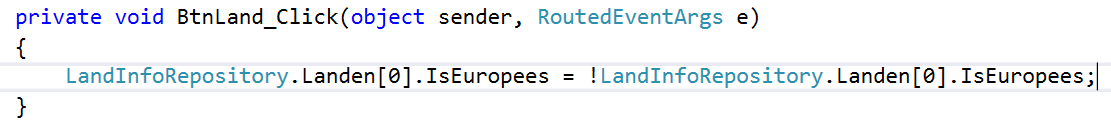 private void BtnLand_Click(object sender, RoutedEventArgs e)
{
    LandInfoRepository.Landen[0].IsEuropees = !LandInfoRepository.Landen[0].IsEuropees;
}